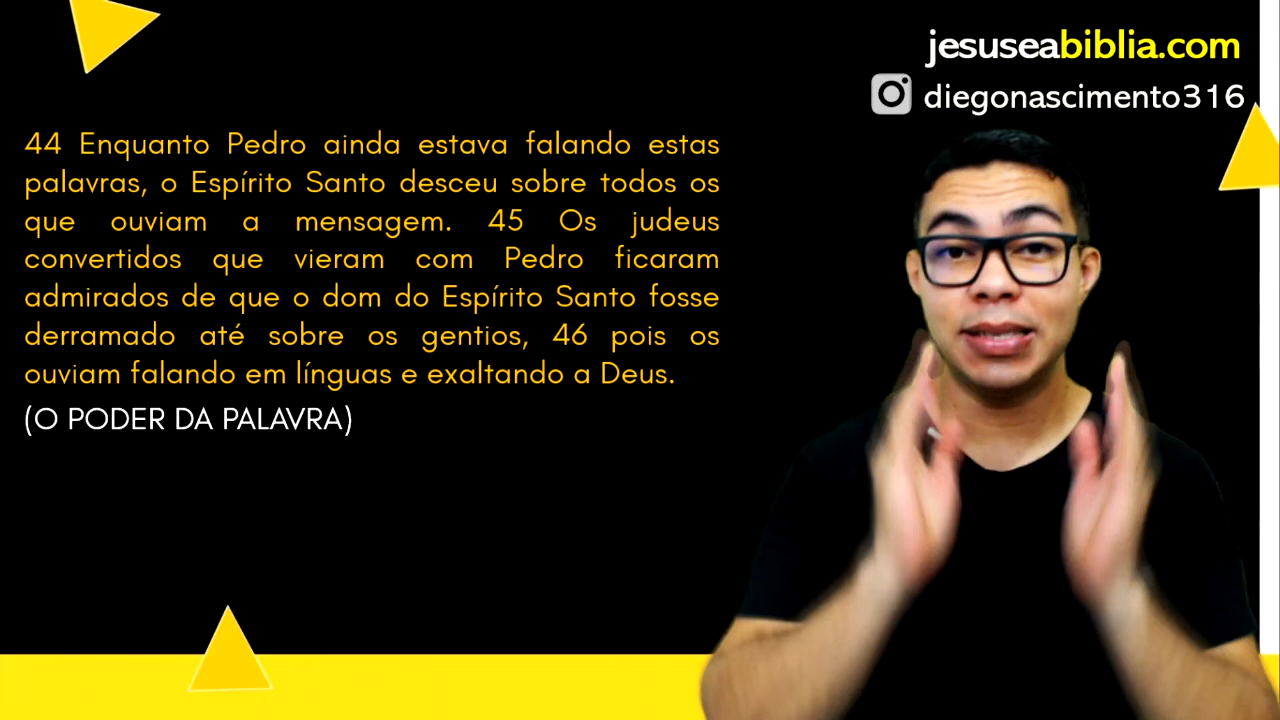 jesuseabiblia.com
diegonascimento316
44 Enquanto Pedro ainda estava falando estas
palavras, o Espírito Santo desceu sobre todos os
que ouviam a mensagem. 45 Os judeus
convertidos que vieram com Pedro ficaram
admirados de que o dom do Espírito Santo fosse
derramado até sobre os gentios, 46 pois os
ouviam falando em línguas e exaltando a Deus.
(O PODER DA PALAVRA)